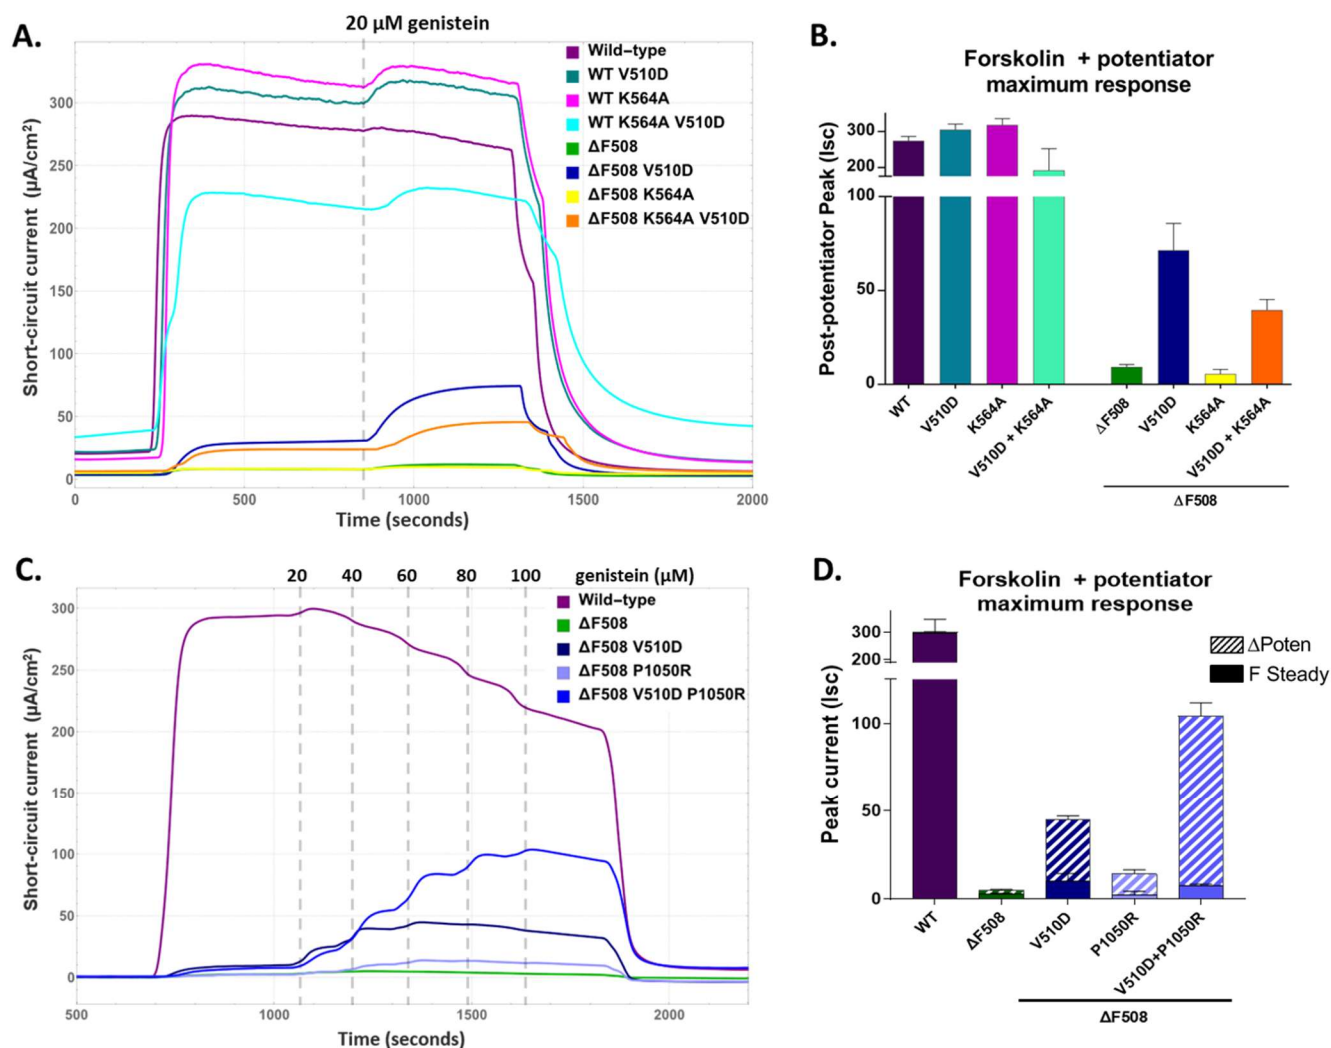 A.
20 µM genistein
Short-circuit current (µA/cm²)
300
250
200
150
100
50
0
0
500
1000
1500
2000
Time (seconds)
Wild-type
WT V510D
WT K564A
WT K564A V510D
ΔF508
ΔF508 V510D
ΔF508 K564A
ΔF508 K564A V510D
B.
Forskolin + potentiator
maximum response
Post-potentiator Peak (Isc)
300
200
100
50
0
WT
V510D
K564A
V510D + K564A
ΔF508
V510D
K564A
V510D + K564A
ΔF508
C.
20 40 60 80 100 genistein (µM)
Short-circuit current (µA/cm²)
300
250
200
150
100
50
0
500
1000
1500
2000
Time (seconds)
Wild-type
ΔF508
ΔF508 V510D
ΔF508 P1050R
ΔF508 V510D P1050R
D.
Forskolin + potentiator
maximum response
Peak current (Isc)
300
200
100
50
0
ΔPoten
F Steady
WT
ΔF508
V510D
P1050R
V510D+P1050R
ΔF508